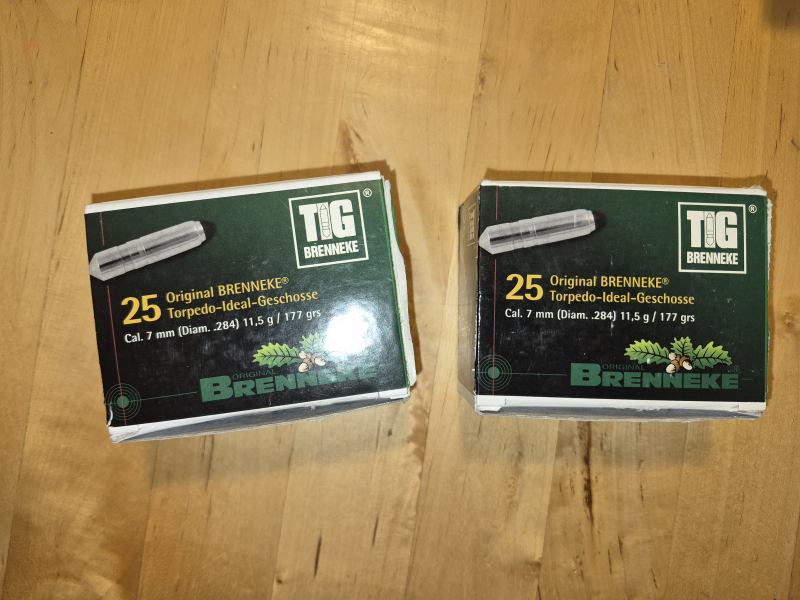 TIG®
BRENNEKE
25 Original BRENNEKE®
Torpedo-Ideal-Geschosse
Cal. 7 mm (Diam. .284) 11,5 g / 177 grs
ORIGINAL
BRENNEKE
TIG®
BRENNEKE
25 Original BRENNEKE®
Torpedo-Ideal-Geschosse
Cal. 7 mm (Diam. .284) 11,5 g / 177 grs
ORIGINAL
BRENNEKE®